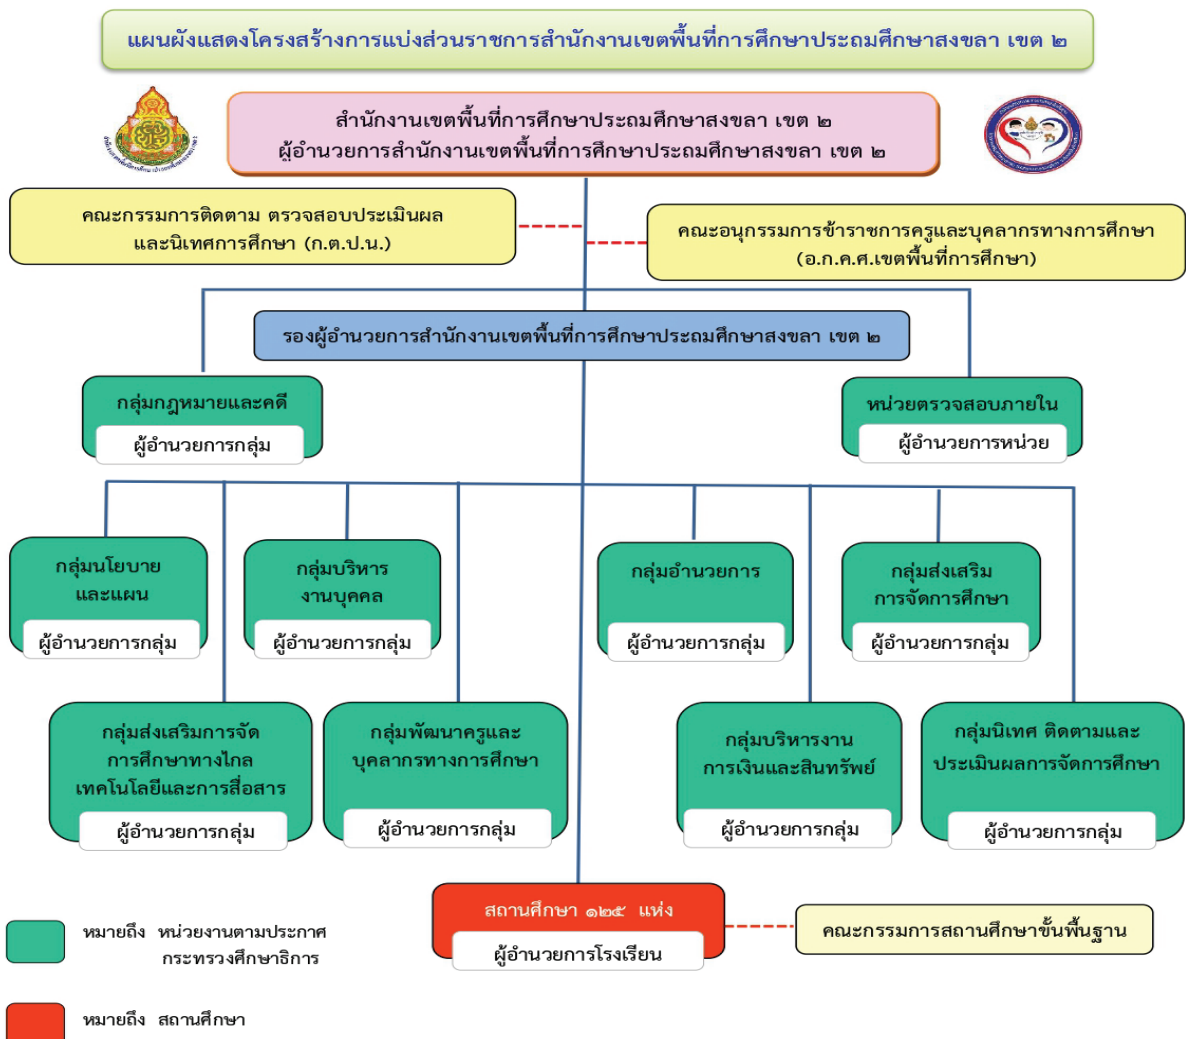 แผนผังแสดงโครงสร้างการแบ่งส่วนราชการสำนักงานเขตพื้นที่การศึกษาประถมศึกษาสงขลา เขต ๒
สำนักงานเขตพื้นที่การศึกษาประถมศึกษาสงขลา เขต ๒
ผู้อำนวยการสำนักงานเขตพื้นที่การศึกษาประถมศึกษาสงขลา เขต ๒
คณะกรรมการติดตาม ตรวจสอบประเมินผล
และนิเทศการศึกษา (ก.ต.ป.น.)
คณะอนุกรรมการข้าราชการครูและบุคลากรทางการศึกษา
(อ.ก.ค.ศ.เขตพื้นที่การศึกษา)
รองผู้อำนวยการสำนักงานเขตพื้นที่การศึกษาประถมศึกษาสงขลา เขต ๒
กลุ่มกฎหมายและคดี
ผู้อำนวยการกลุ่ม
หน่วยตรวจสอบภายใน
ผู้อำนวยการหน่วย
กลุ่มนโยบาย
และแผน
ผู้อำนวยการกลุ่ม
กลุ่มบริหาร
งานบุคคล
ผู้อำนวยการกลุ่ม
กลุ่มอำนวยการ
ผู้อำนวยการกลุ่ม
กลุ่มส่งเสริม
การจัดการศึกษา
ผู้อำนวยการกลุ่ม
กลุ่มส่งเสริมการจัด
การศึกษาทางไกล
เทคโนโลยีและการสื่อสาร
ผู้อำนวยการกลุ่ม
กลุ่มพัฒนาครูและ
บุคลากรทางการศึกษา
ผู้อำนวยการกลุ่ม
กลุ่มบริหารงาน
การเงินและสินทรัพย์
ผู้อำนวยการกลุ่ม
กลุ่มนิเทศ ติดตามและ
ประเมินผลการจัดการศึกษา
ผู้อำนวยการกลุ่ม
สถานศึกษา ๑๒๕ แห่ง
ผู้อำนวยการโรงเรียน
คณะกรรมการสถานศึกษาขั้นพื้นฐาน
หมายถึง หน่วยงานตามประกาศ
กระทรวงศึกษาธิการ
หมายถึง สถานศึกษา